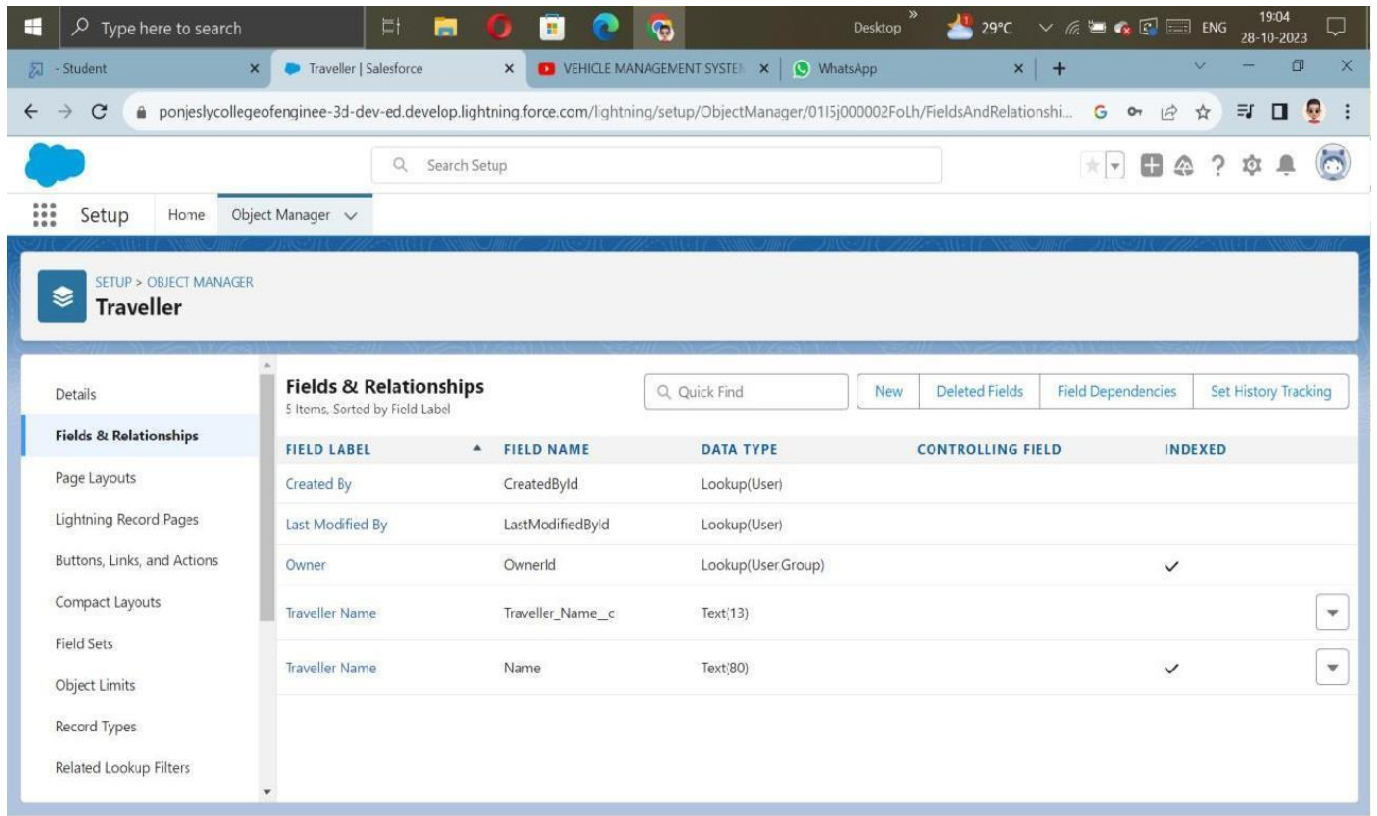 Type here to search
Desktop » 29°C ENG 19:04
28-10-2023
- Student
Traveller | Salesforce
VEHICLE MANAGEMENT SYSTEM
WhatsApp
ponjeslycollegeofenginee-3d-dev-ed.develop.lightning.force.com/lightning/setup/ObjectManager/01I5j000002FoLh/FieldsAndRelationshi...
Search Setup
Setup Home Object Manager
SETUP > OBJECT MANAGER
Traveller
Details
Fields & Relationships
Page Layouts
Lightning Record Pages
Buttons, Links, and Actions
Compact Layouts
Field Sets
Object Limits
Record Types
Related Lookup Filters
Fields & Relationships
5 Items, Sorted by Field Label
Quick Find
New Deleted Fields Field Dependencies Set History Tracking
FIELD LABEL FIELD NAME DATA TYPE CONTROLLING FIELD INDEXED
Created By CreatedById Lookup(User)
Last Modified By LastModifiedById Lookup(User)
Owner OwnerId Lookup(User,Group)
Traveller Name Traveller_Name__c Text(13)
Traveller Name Name Text(80)